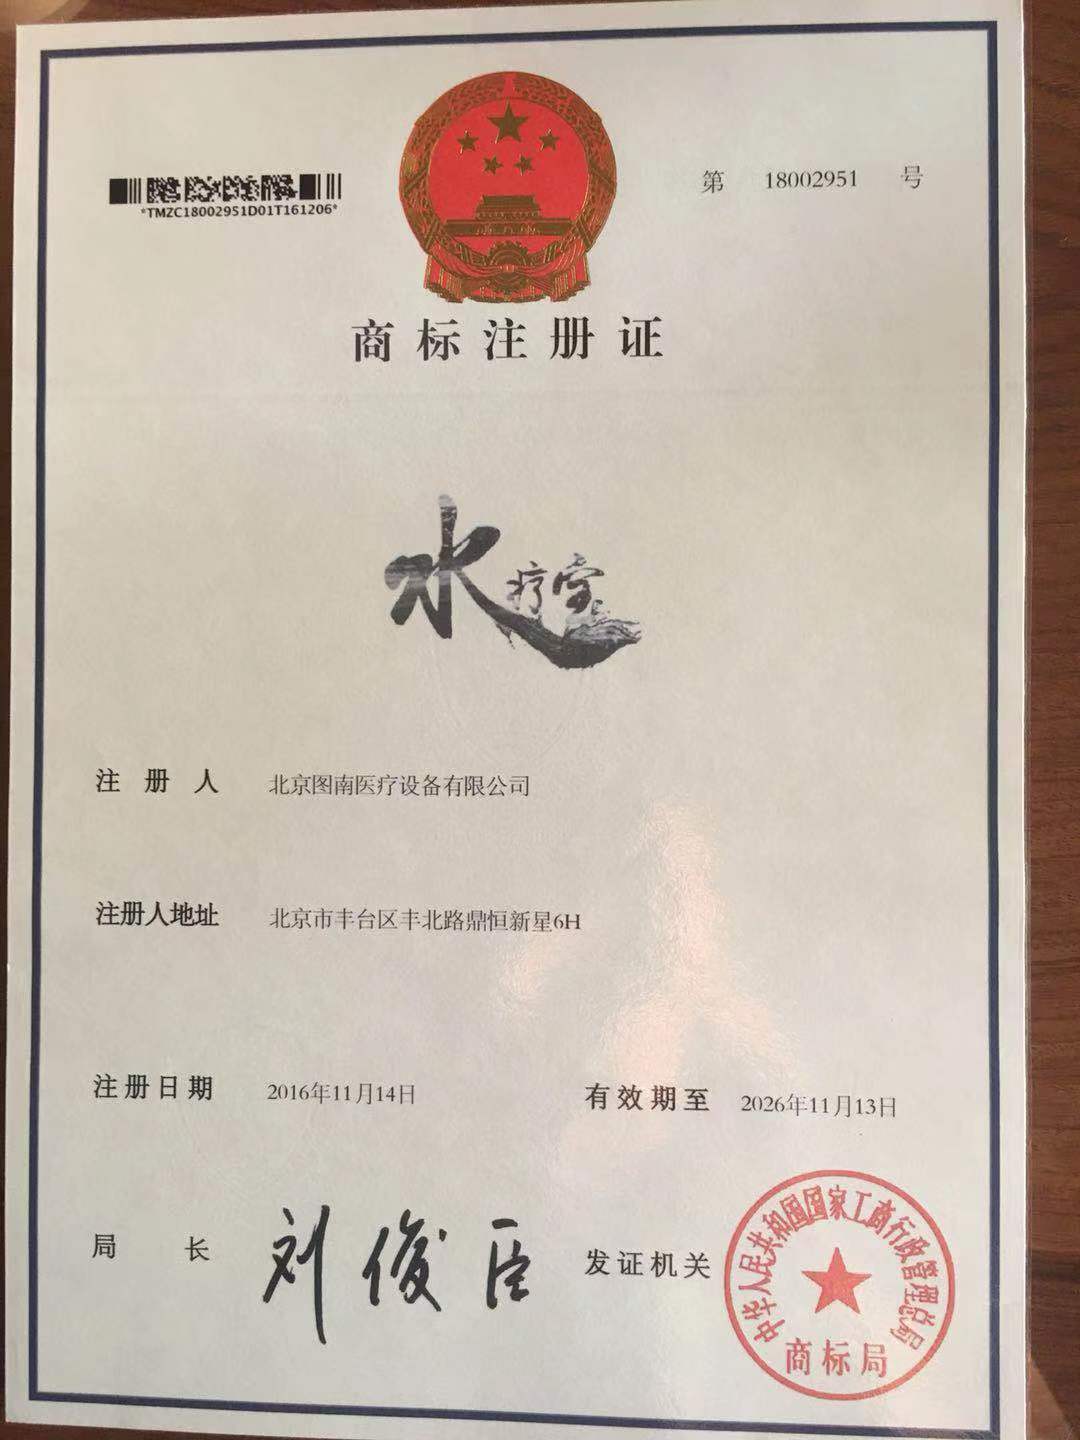 *TMZC18002951D01T161206*
第 18002951 号
商标注册证
水疗宝
注册人 北京图南医疗设备有限公司
注册人地址 北京市丰台区丰北路鼎恒新星6H
注册日期 2016年11月14日 有效期至 2026年11月13日
局长 刘俊臣 发证机关
中华人民共和国国家工商行政管理总局
商标局